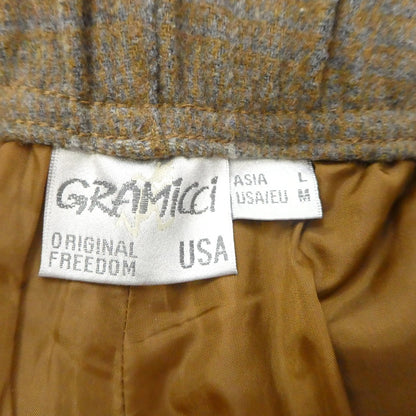 GRAMiCCi
ORIGINAL
FREEDOM
USA
ASIA L
USA/EU M